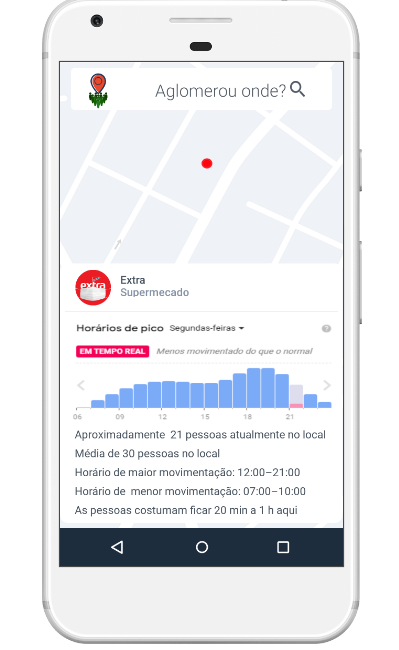 Aglomerou onde?
extra
Extra
Supermecado
Horários de pico Segundas-feiras
?
EM TEMPO REAL Menos movimentado do que o normal
06 09 12 15 18 21
Aproximadamente 21 pessoas atualmente no local
Média de 30 pessoas no local
Horário de maior movimentação: 12:00–21:00
Horário de menor movimentação: 07:00–10:00
As pessoas costumam ficar 20 min a 1 h aqui